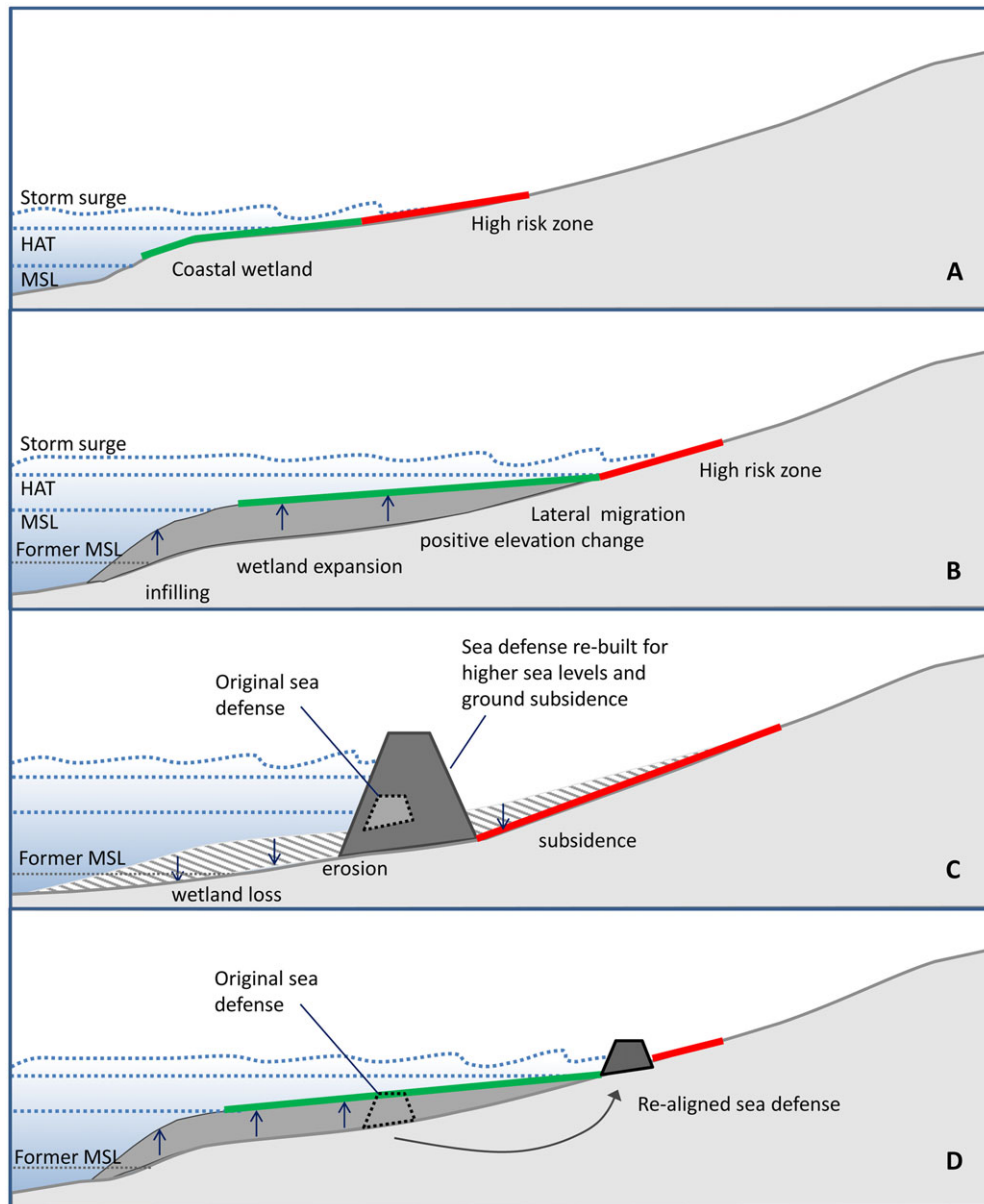 Storm surge
HAT
MSL
Coastal wetland
High risk zone
A
Storm surge
HAT
MSL
Former MSL
infilling
wetland expansion
Lateral migration
positive elevation change
High risk zone
B
Original sea
defense
Sea defense re-built for
higher sea levels and
ground subsidence
Former MSL
wetland loss
erosion
subsidence
C
Original sea
defense
Former MSL
Re-aligned sea defense
D